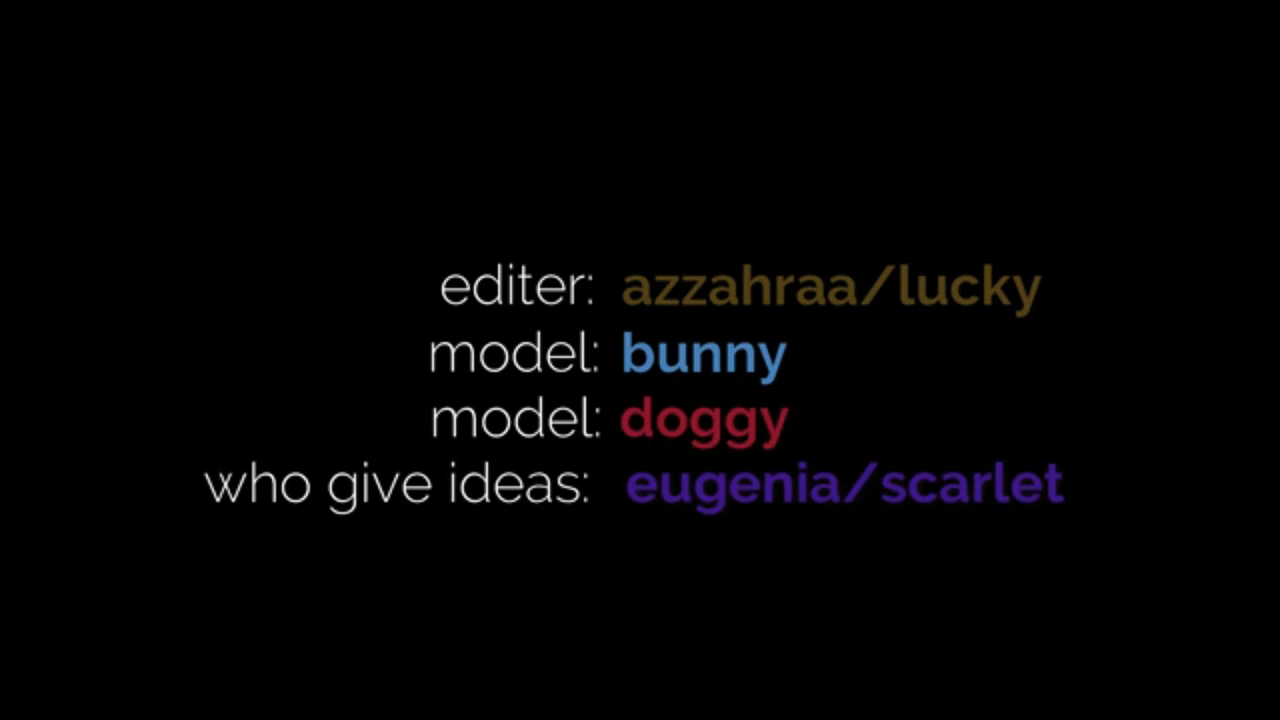 editer: azzahraa/lucky
model: bunny
model: doggy
who give ideas: eugenia/scarlet